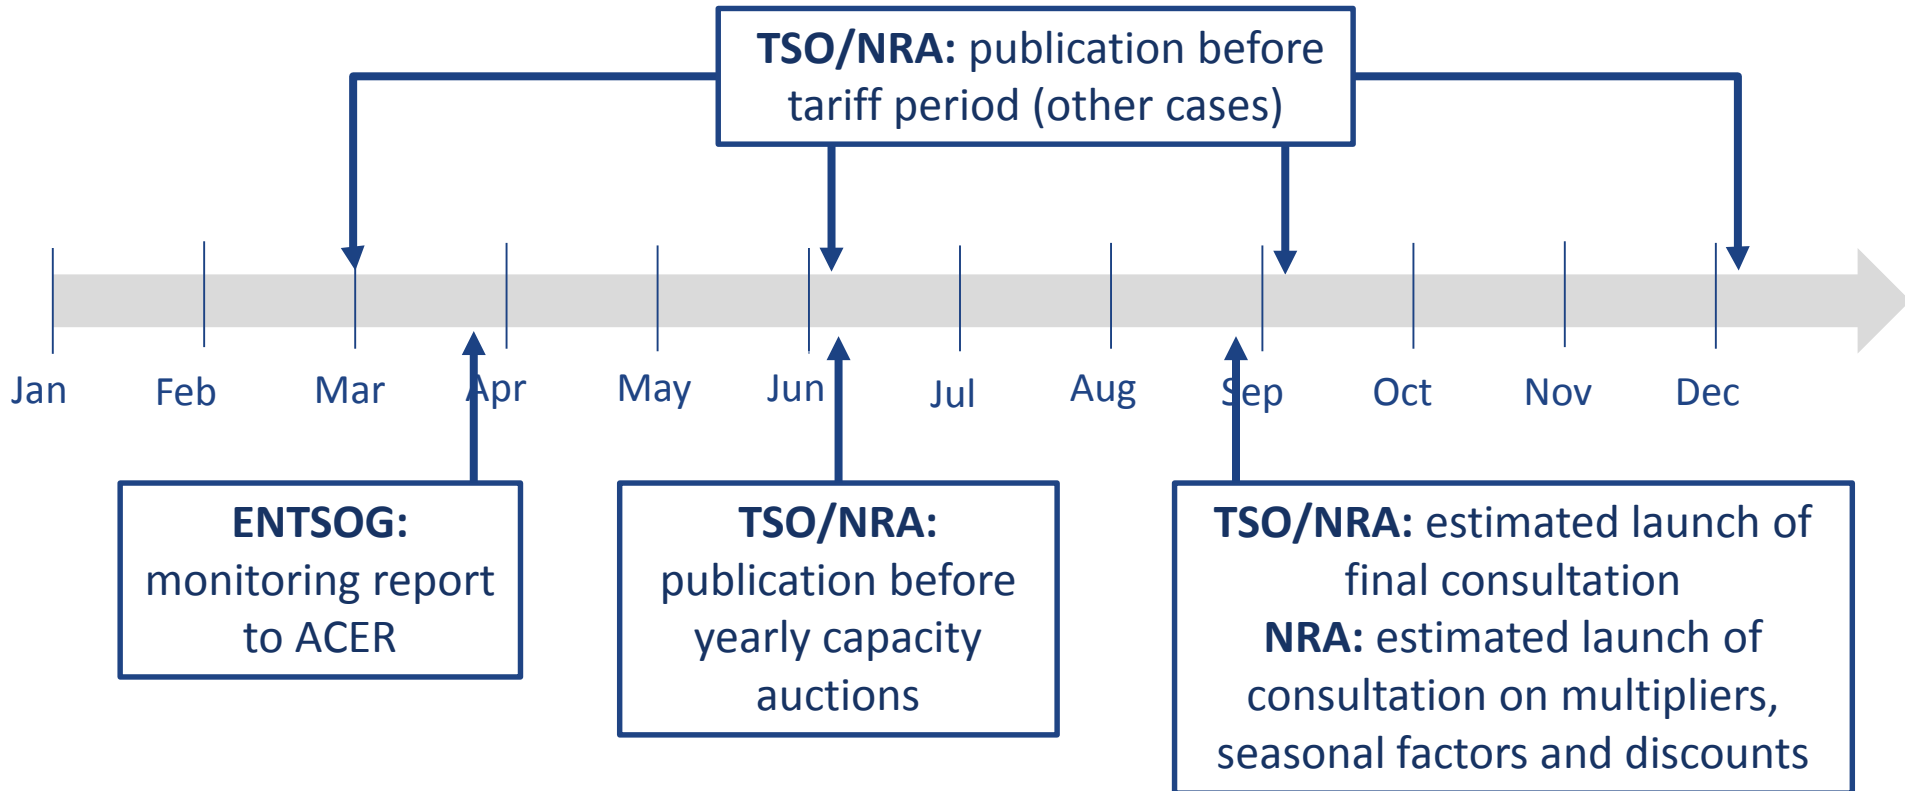 TSO/NRA: publication before
tariff period (other cases)
Jan Feb Mar Apr May Jun Jul Aug Sep Oct Nov Dec
ENTSOG:
monitoring report
to ACER
TSO/NRA:
publication before
yearly capacity
auctions
TSO/NRA: estimated launch of
final consultation
NRA: estimated launch of
consultation on multipliers,
seasonal factors and discounts